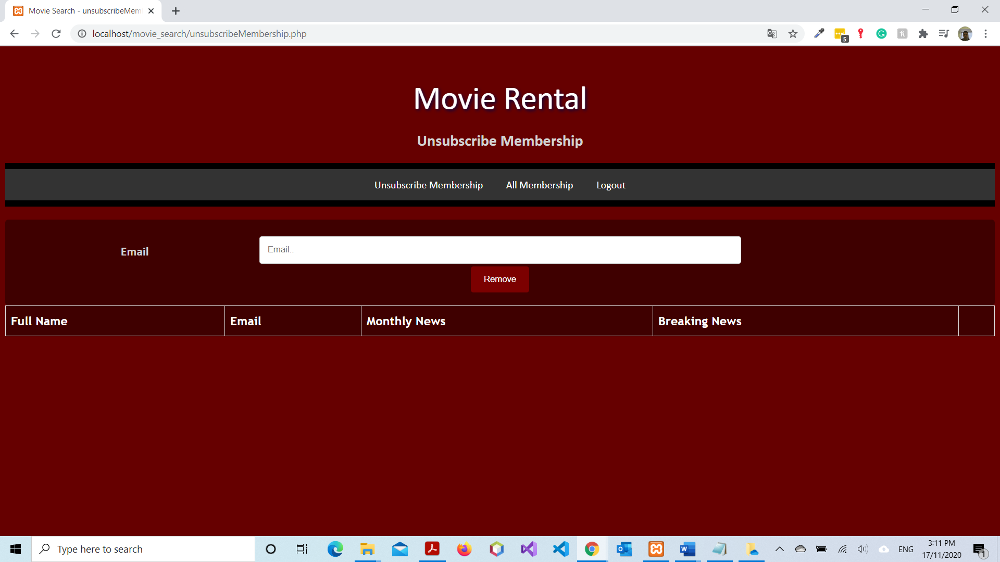 Movie Search - unsubscribeMem
localhost/movie_search/unsubscribeMembership.php
5
Movie Rental
Unsubscribe Membership
Unsubscribe Membership All Membership Logout
Email
Email..
Remove
Full Name Email Monthly News Breaking News
Type here to search
ENG
3:11 PM
17/11/2020
1